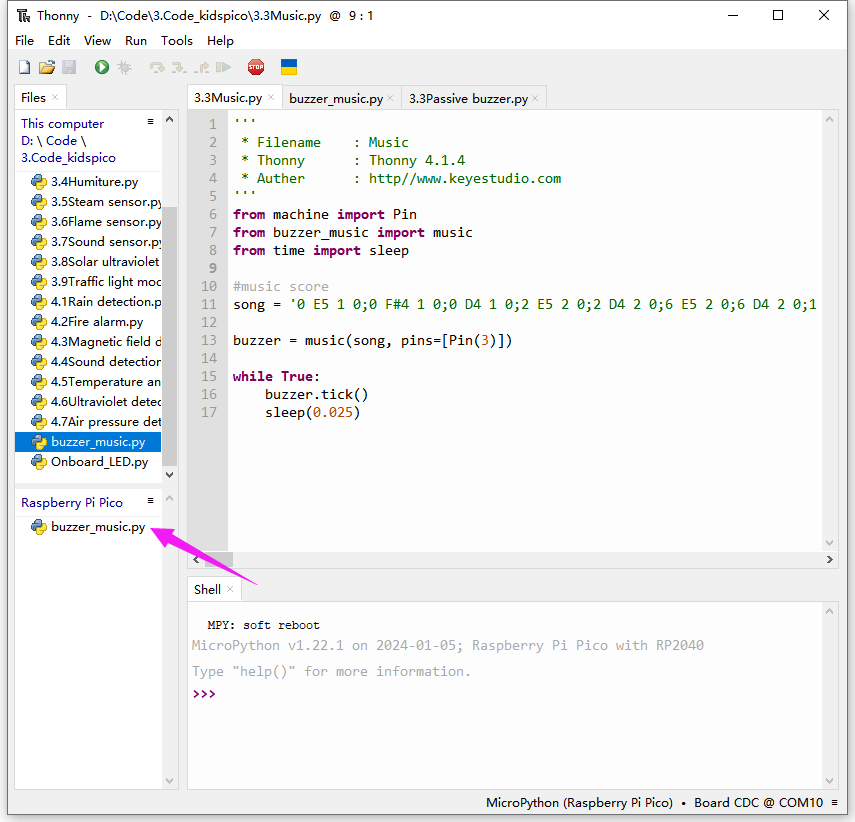 Thonny - D:\Code\3.Code_kidspico\3.3Music.py @ 9 : 1
File Edit View Run Tools Help
STOP
Files ×
This computer
D: \ Code \
3.Code_kidspico
3.4Humiture.py
3.5Steam sensor.py
3.6Flame sensor.py
3.7Sound sensor.py
3.8Solar ultraviolet
3.9Traffic light moc
4.1Rain detection.p
4.2Fire alarm.py
4.3Magnetic field d
4.4Sound detection
4.5Temperature an
4.6Ultraviolet detec
4.7Air pressure det
buzzer_music.py
Onboard_LED.py
Raspberry Pi Pico
buzzer_music.py
3.3Music.py × buzzer_music.py × 3.3Passive buzzer.py ×
1 '''
2 * Filename : Music
3 * Thonny : Thonny 4.1.4
4 * Auther : http//www.keyestudio.com
5 '''
6 from machine import Pin
7 from buzzer_music import music
8 from time import sleep
9
10 #music score
11 song = '0 E5 1 0;0 F#4 1 0;0 D4 1 0;2 E5 2 0;2 D4 2 0;6 E5 2 0;6 D4 2 0;1
12
13 buzzer = music(song, pins=[Pin(3)])
14
15 while True:
16 buzzer.tick()
17 sleep(0.025)
Shell ×
MPY: soft reboot
MicroPython v1.22.1 on 2024-01-05; Raspberry Pi Pico with RP2040
Type "help()" for more information.
>>>
MicroPython (Raspberry Pi Pico) • Board CDC @ COM10 ≡